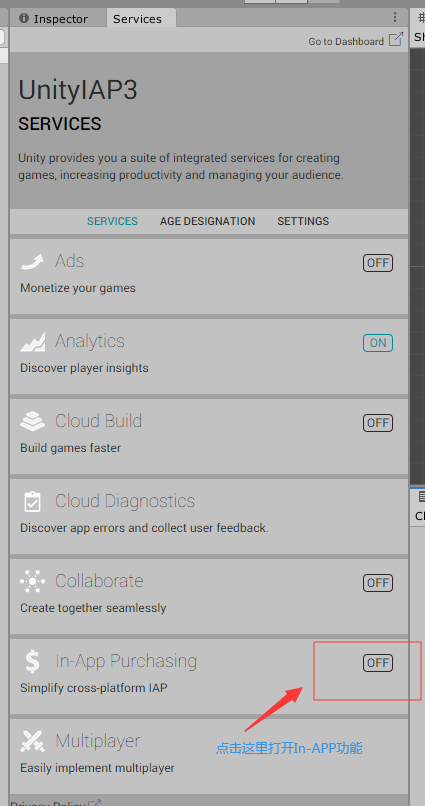 Inspector
Services
Go to Dashboard
Sh
UnityIAP3
SERVICES
Unity provides you a suite of integrated services for creating
games, increasing productivity and managing your audience.
SERVICES AGE DESIGNATION SETTINGS
Ads
OFF
Monetize your games
Analytics
ON
Discover player insights
Cloud Build
OFF
Build games faster
Cloud Diagnostics
Discover app errors and collect user feedback.
Collaborate
OFF
Create together seamlessly
In-App Purchasing
OFF
Simplify cross-platform IAP
点击这里打开In-APP功能
Multiplayer
Easily implement multiplayer
Privacy Policy